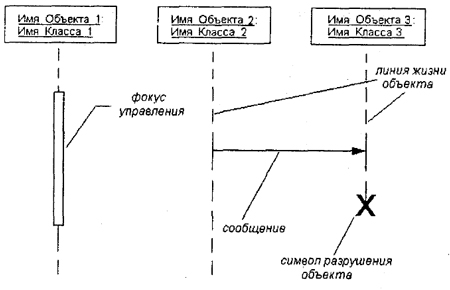 Имя Объекта 1:
Имя Класса 1
Имя Объекта 2:
Имя Класса 2
Имя Объекта 3:
Имя Класса 3
фокус
управления
линия жизни
объекта
сообщение
символ разрушения
объекта